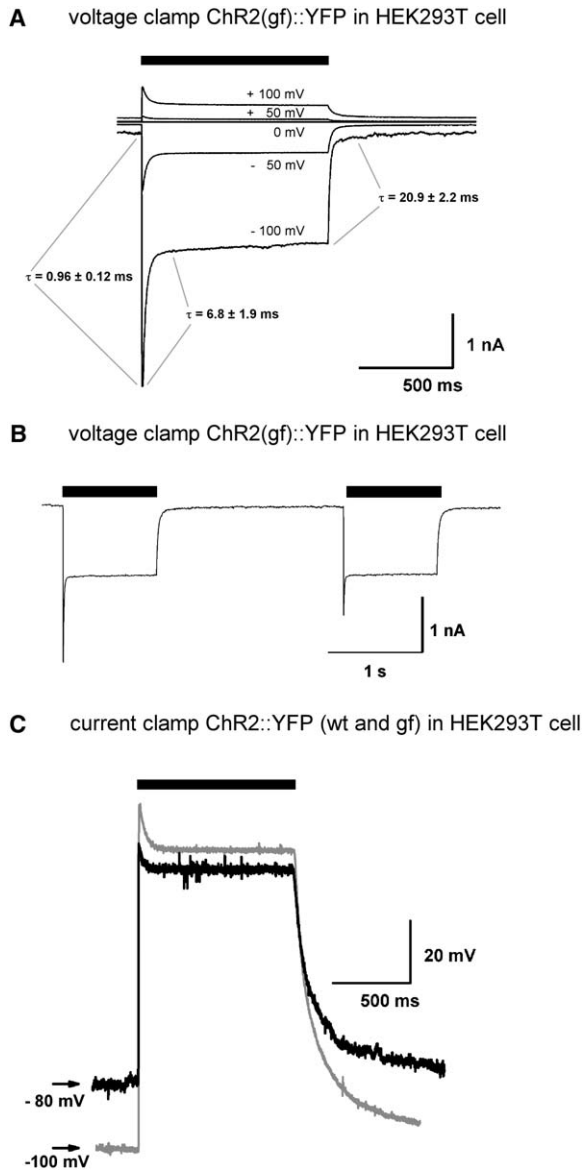 A voltage clamp ChR2(gf)::YFP in HEK293T cell
+ 100 mV
+ 50 mV
0 mV
- 50 mV
τ = 20.9 ± 2.2 ms
- 100 mV
τ = 0.96 ± 0.12 ms
τ = 6.8 ± 1.9 ms
1 nA
500 ms
B voltage clamp ChR2(gf)::YFP in HEK293T cell
1 nA
1 s
C current clamp ChR2::YFP (wt and gf) in HEK293T cell
20 mV
500 ms
- 80 mV
-100 mV